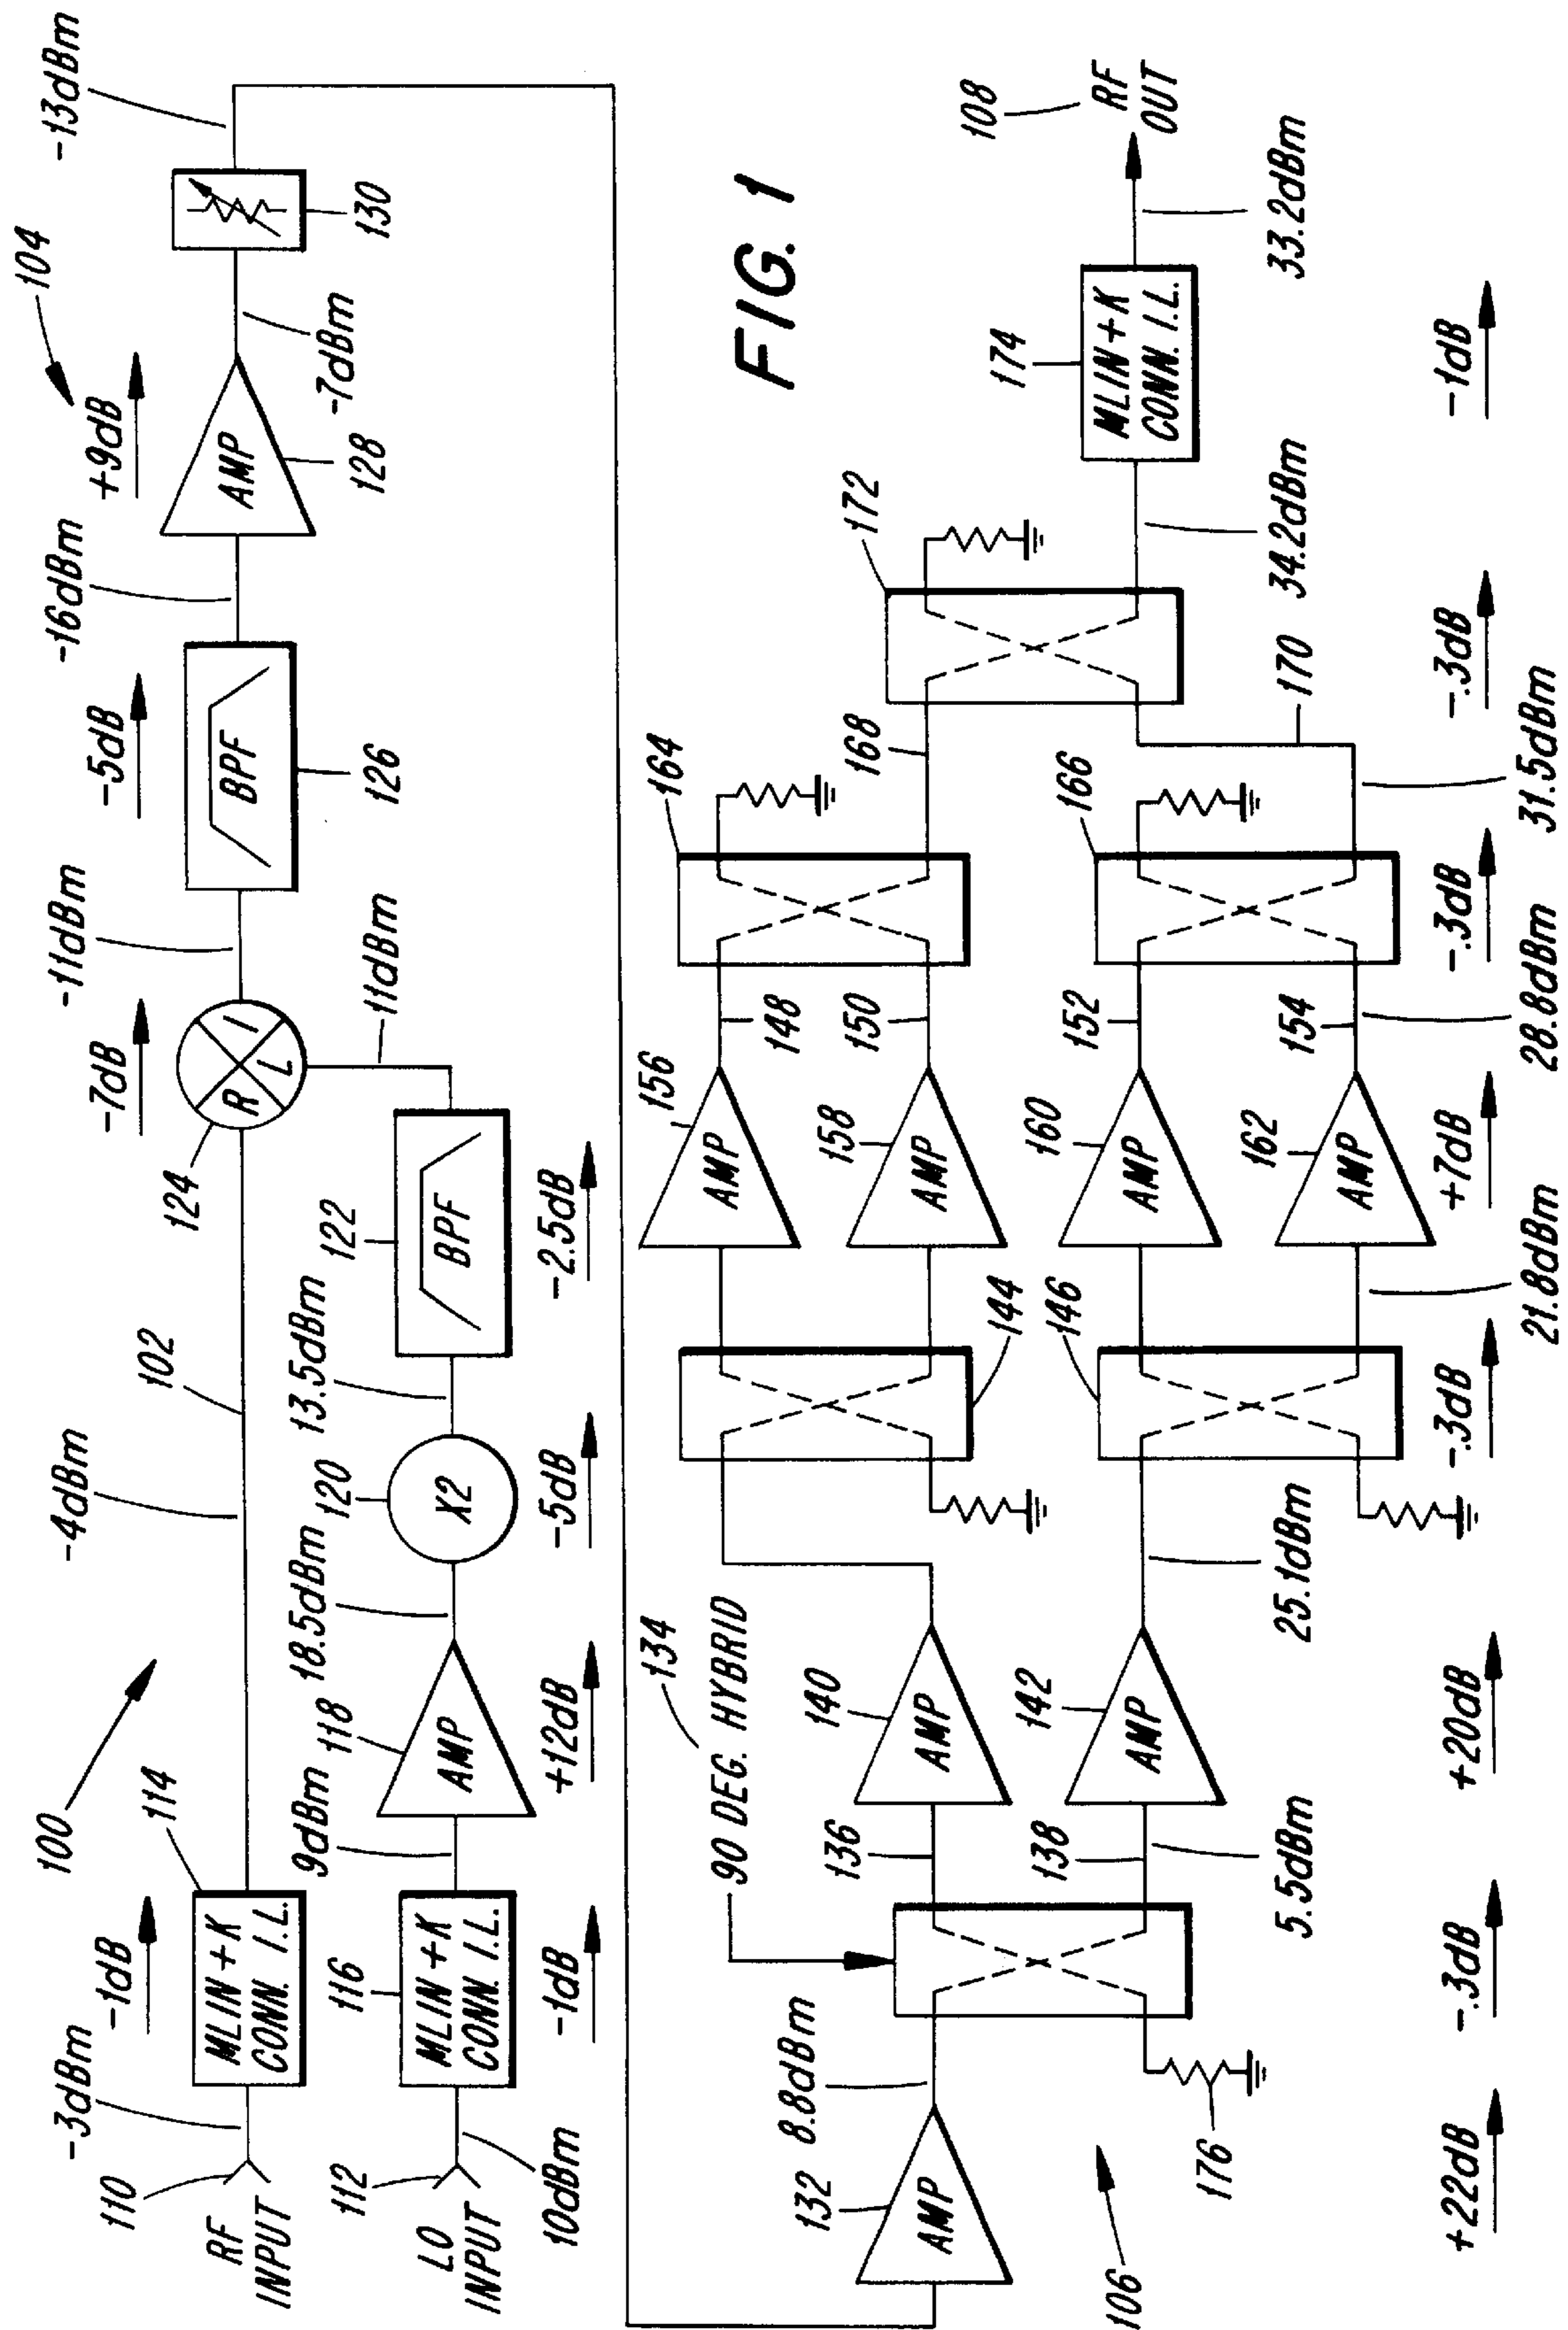 100
104
-3dBm
-1dB
-4dBm
102
-7dB
-11dBm
-5dB
-16dBm
+9dB
-13dBm
110
RF
INPUT
MLIN+K
CONN. I.L.
114
124
R
I
L
BPF
126
AMP
128
-7dBm
130
112
LO
INPUT
10dBm
MLIN+K
CONN. I.L.
116
-1dB
9dBm
118
AMP
+12dB
18.5dBm
120
X2
-5dB
13.5dBm
122
BPF
-2.5dB
11dBm
FIG. 1
106
132
AMP
8.8dBm
90 DEG. HYBRID
134
176
136
138
5.5dBm
140
AMP
142
AMP
25.1dBm
144
146
21.8dBm
156
AMP
158
AMP
160
AMP
162
AMP
148
150
152
154
28.8dBm
164
166
168
170
31.5dBm
172
34.2dBm
174
MLIN+K
CONN. I.L.
33.2dBm
108
RF
OUT
+22dB
-.3dB
+20dB
-.3dB
+7dB
-.3dB
-.3dB
-1dB